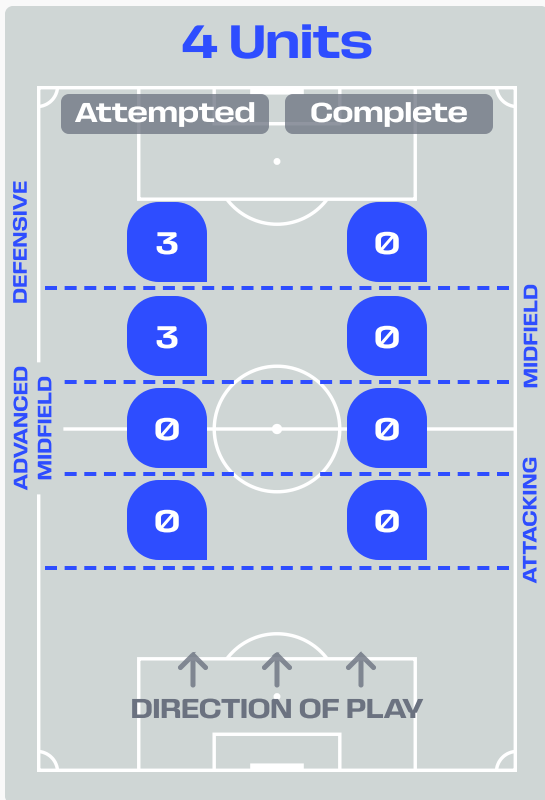 4 Units
Attempted Complete
DEFENSIVE
3 0
MIDFIELD
3 0
ADVANCED
MIDFIELD
0 0
ATTACKING
0 0
DIRECTION OF PLAY